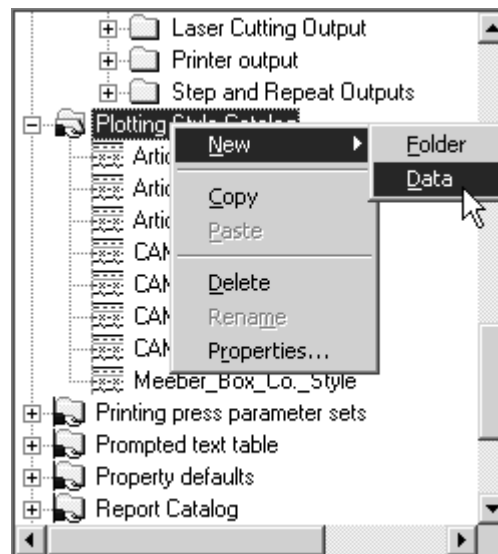 Laser Cutting Output
Printer output
Step and Repeat Outputs
Plotting Style Catalog
New
Folder
Data
Copy
Paste
Delete
Rename
Properties...
Meeber_Box_Co._Style
Printing press parameter sets
Prompted text table
Property defaults
Report Catalog